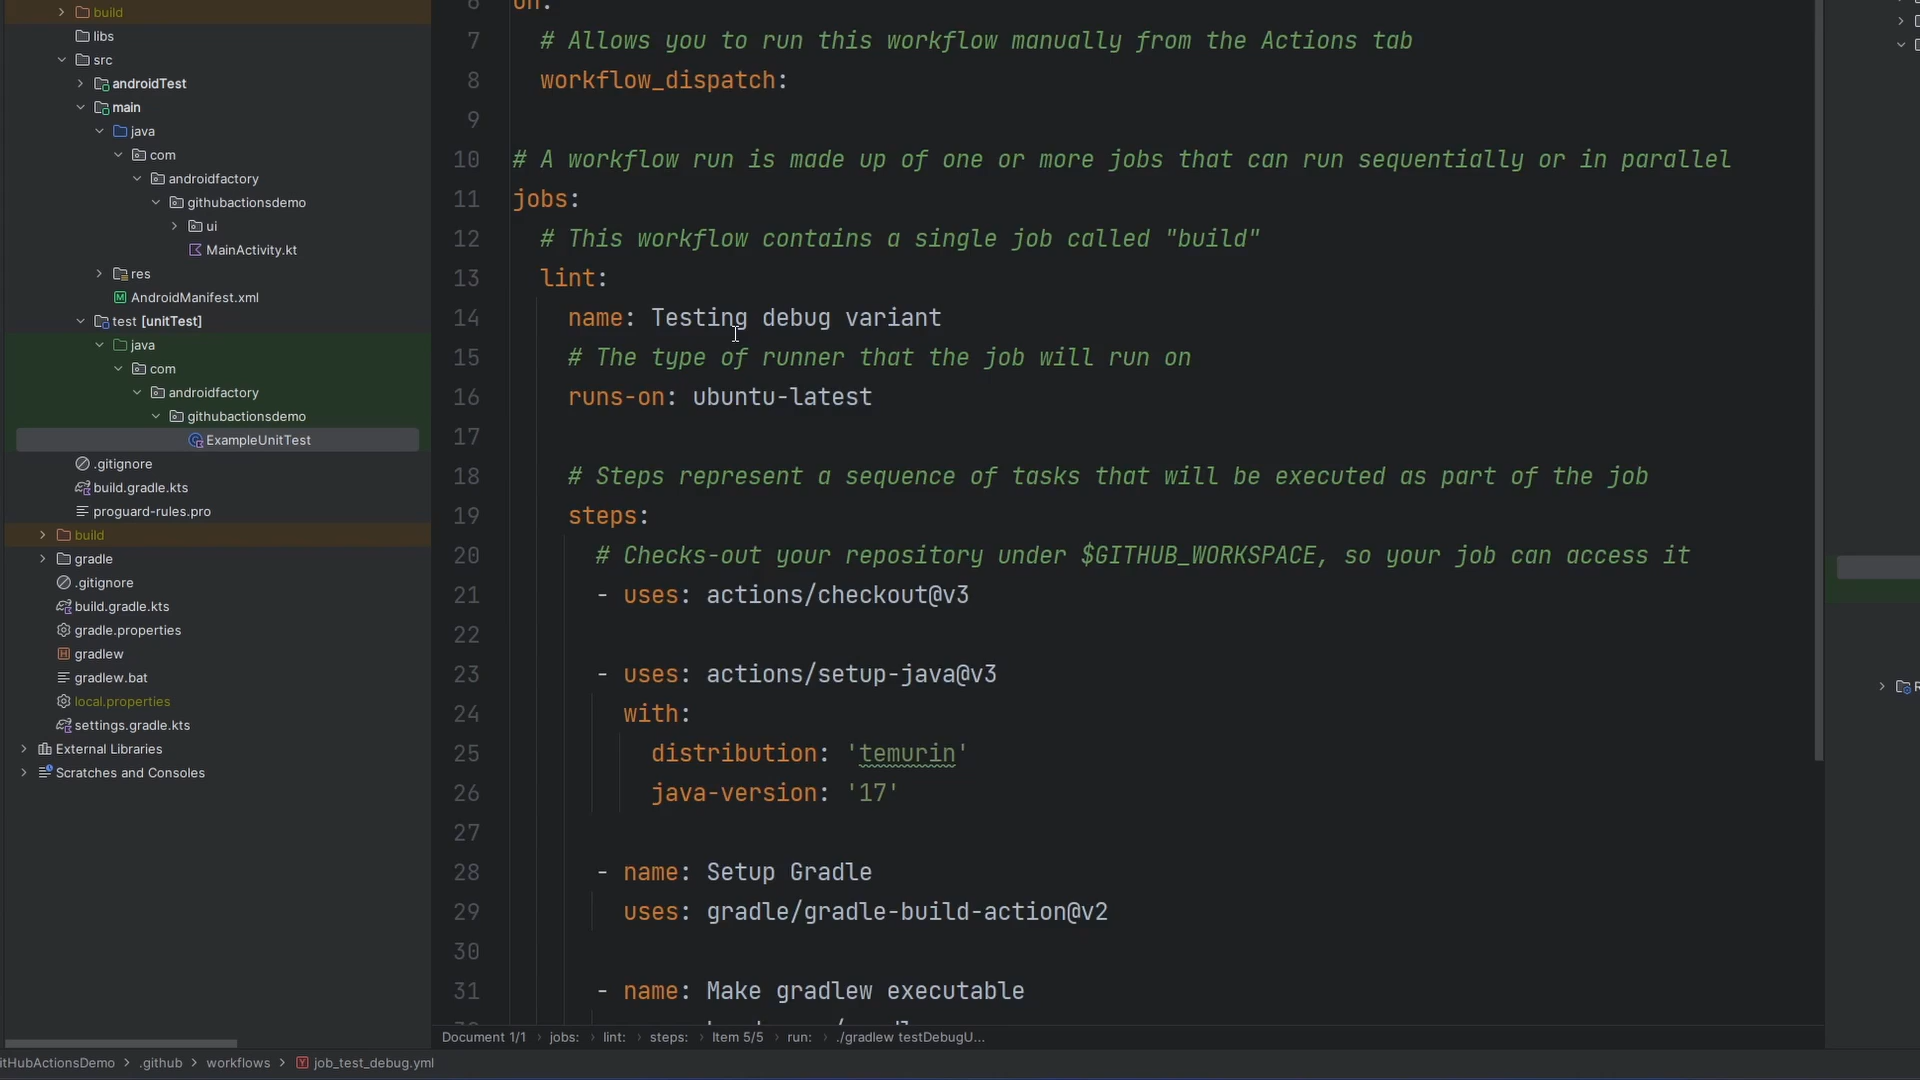 build
libs
src
androidTest
main
java
com
androidfactory
githubactionsdemo
ui
MainActivity.kt
res
AndroidManifest.xml
test [unitTest]
java
com
androidfactory
githubactionsdemo
ExampleUnitTest
.gitignore
build.gradle.kts
proguard-rules.pro
build
gradle
.gitignore
build.gradle.kts
gradle.properties
gradlew
gradlew.bat
local.properties
settings.gradle.kts
External Libraries
Scratches and Consoles
6 on:
7 # Allows you to run this workflow manually from the Actions tab
8 workflow_dispatch:
9
10 # A workflow run is made up of one or more jobs that can run sequentially or in parallel
11 jobs:
12 # This workflow contains a single job called "build"
13 lint:
14 name: Testing debug variant
15 # The type of runner that the job will run on
16 runs-on: ubuntu-latest
17
18 # Steps represent a sequence of tasks that will be executed as part of the job
19 steps:
20 # Checks-out your repository under $GITHUB_WORKSPACE, so your job can access it
21 - uses: actions/checkout@v3
22
23 - uses: actions/setup-java@v3
24 with:
25 distribution: 'temurin'
26 java-version: '17'
27
28 - name: Setup Gradle
29 uses: gradle/gradle-build-action@v2
30
31 - name: Make gradlew executable
Document 1/1 › jobs: › lint: › steps: › Item 5/5 › run: › ./gradlew testDebugU...
itHubActionsDemo › .github › workflows › job_test_debug.yml